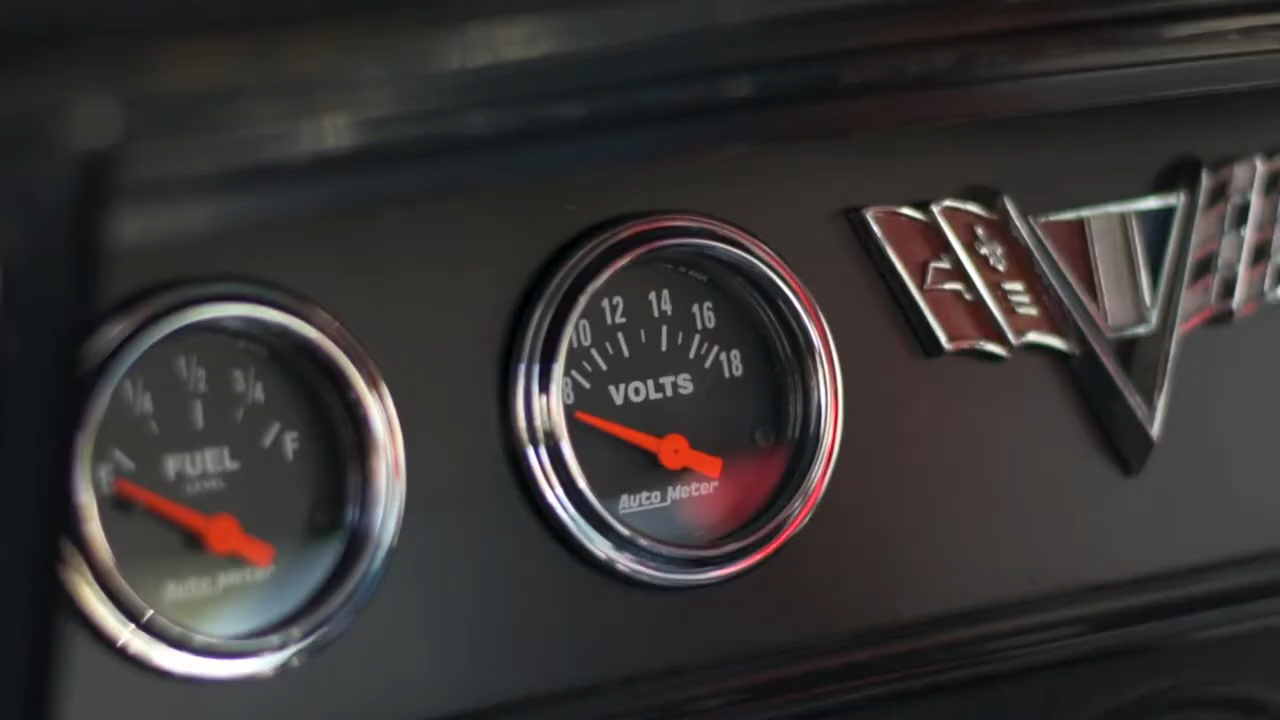 1/4 1/2 3/4
E F
FUEL
LEVEL
Auto Meter
8 10 12 14 16 18
VOLTS
Auto Meter